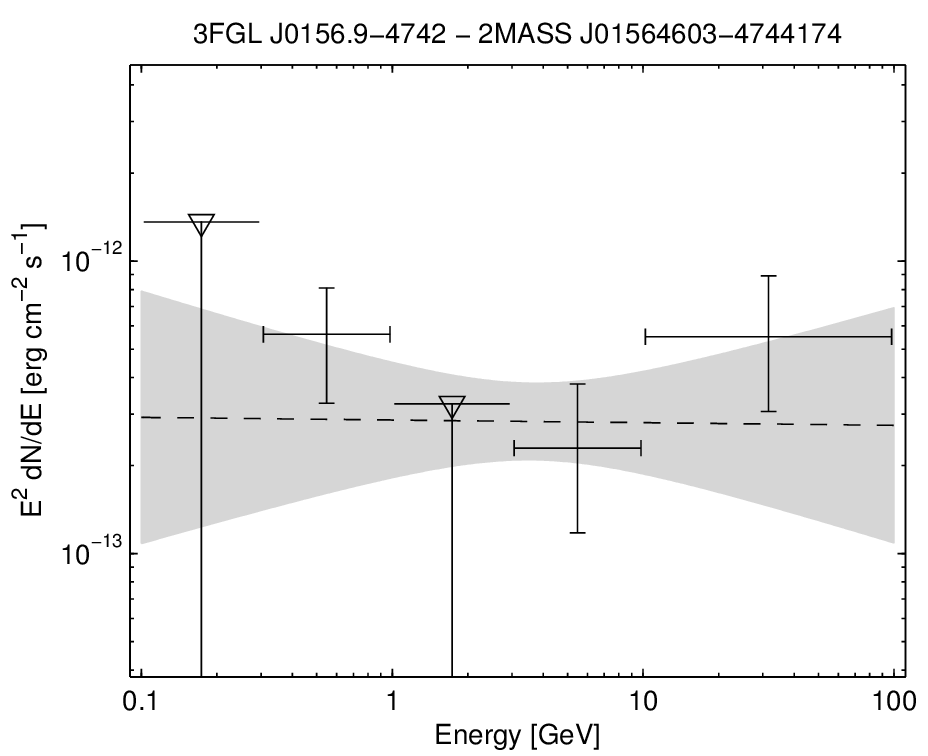 3FGL J0156.9−4742 − 2MASS J01564603−4744174
E² dN/dE [erg cm⁻² s⁻¹]
10⁻¹²
10⁻¹³
0.1 1 10 100
Energy [GeV]